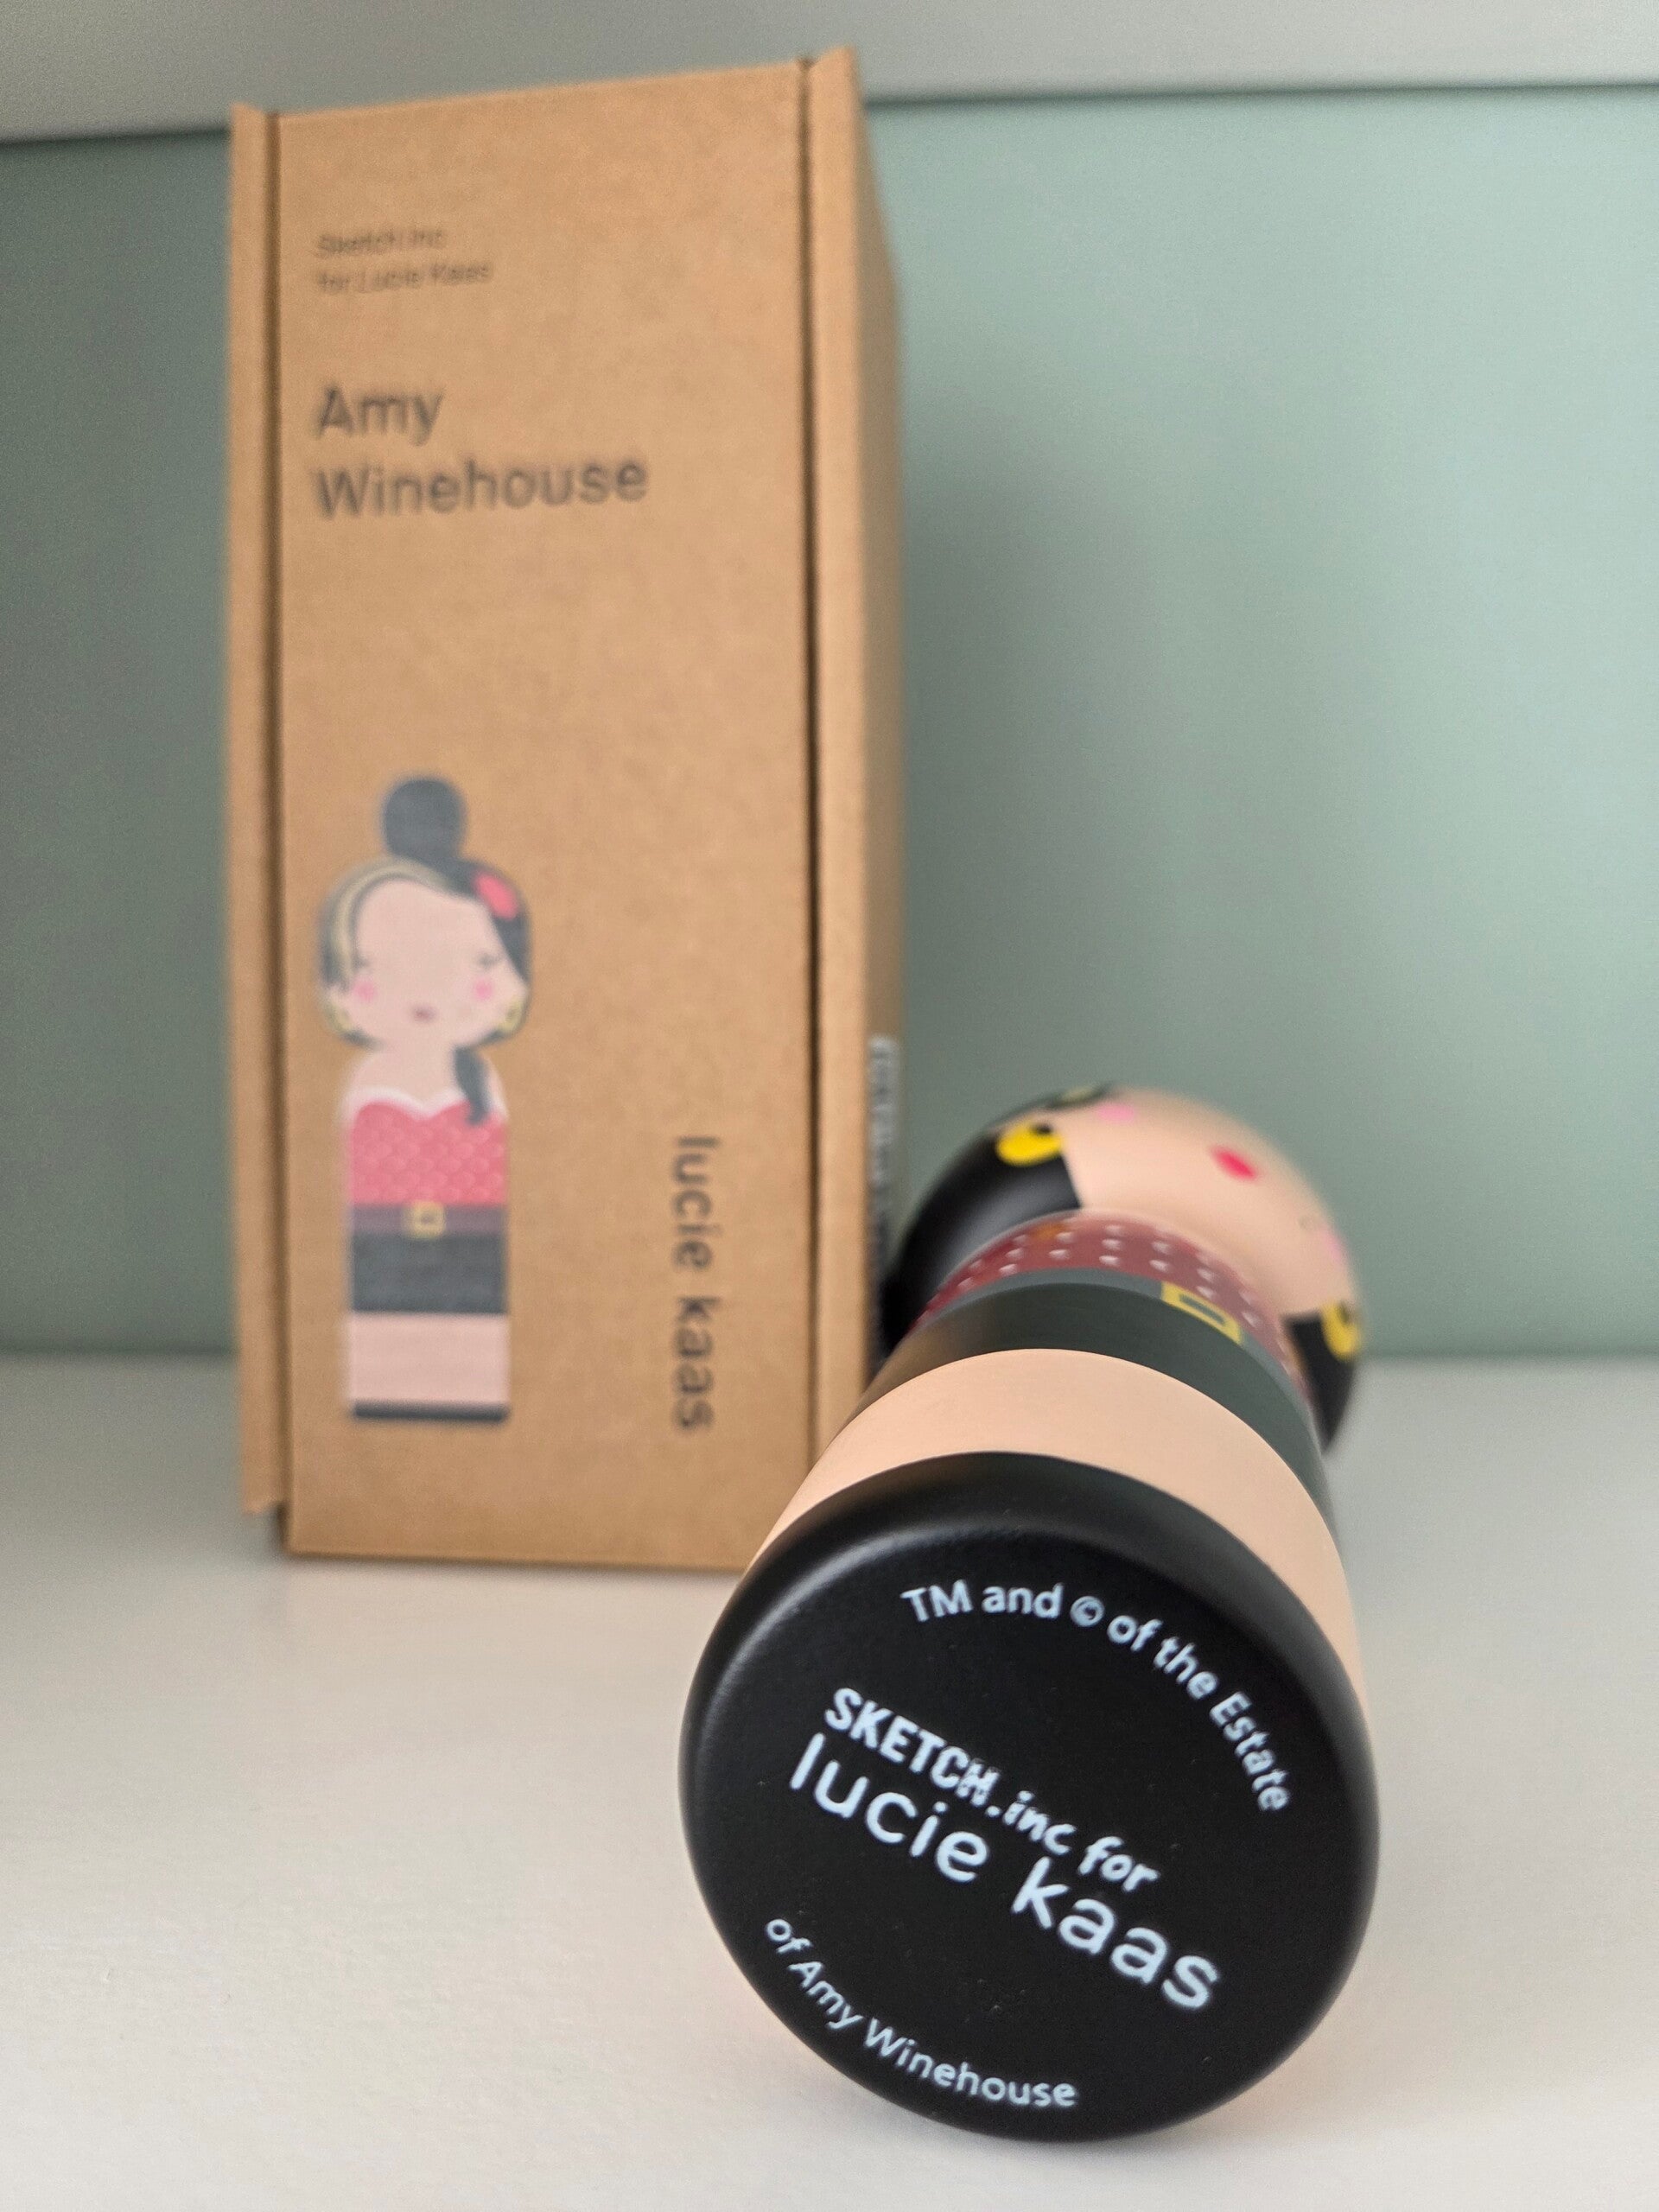 Sketch.inc
for Lucie Kaas
Amy
Winehouse
lucie kaas
TM and © of the Estate
SKETCH.inc for
lucie kaas
of Amy Winehouse